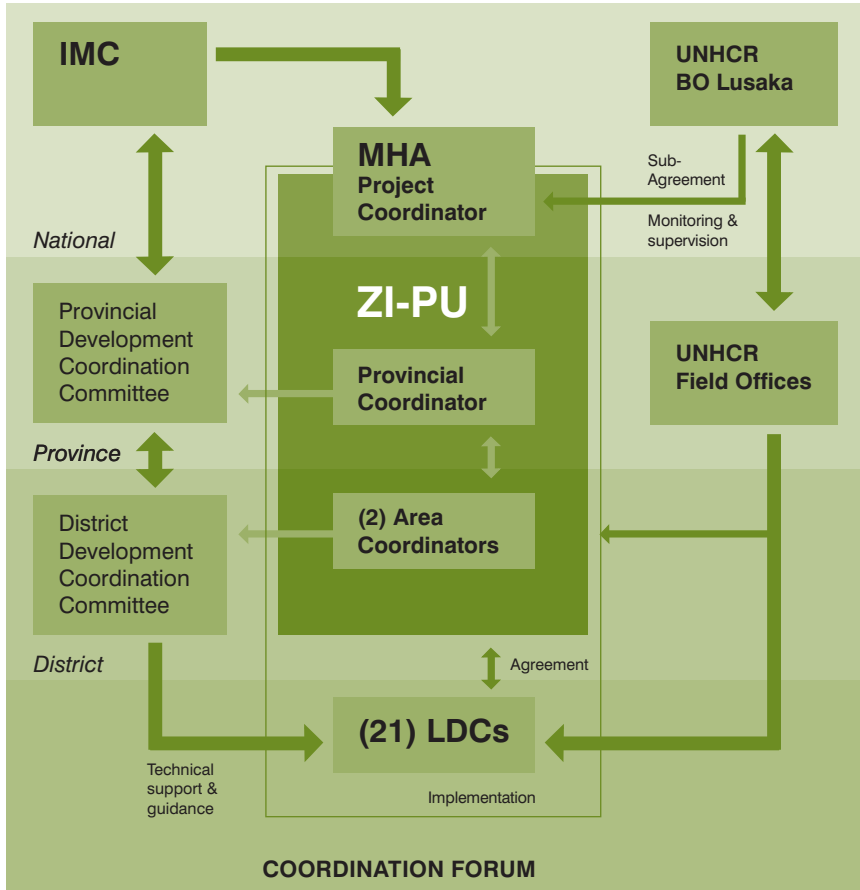 IMC
UNHCR
BO Lusaka
MHA
Project
Coordinator
Sub-
Agreement
Monitoring &
supervision
National
ZI-PU
Provincial
Development
Coordination
Committee
Provincial
Coordinator
UNHCR
Field Offices
Province
District
Development
Coordination
Committee
(2) Area
Coordinators
District
Agreement
(21) LDCs
Technical
support &
guidance
Implementation
COORDINATION FORUM